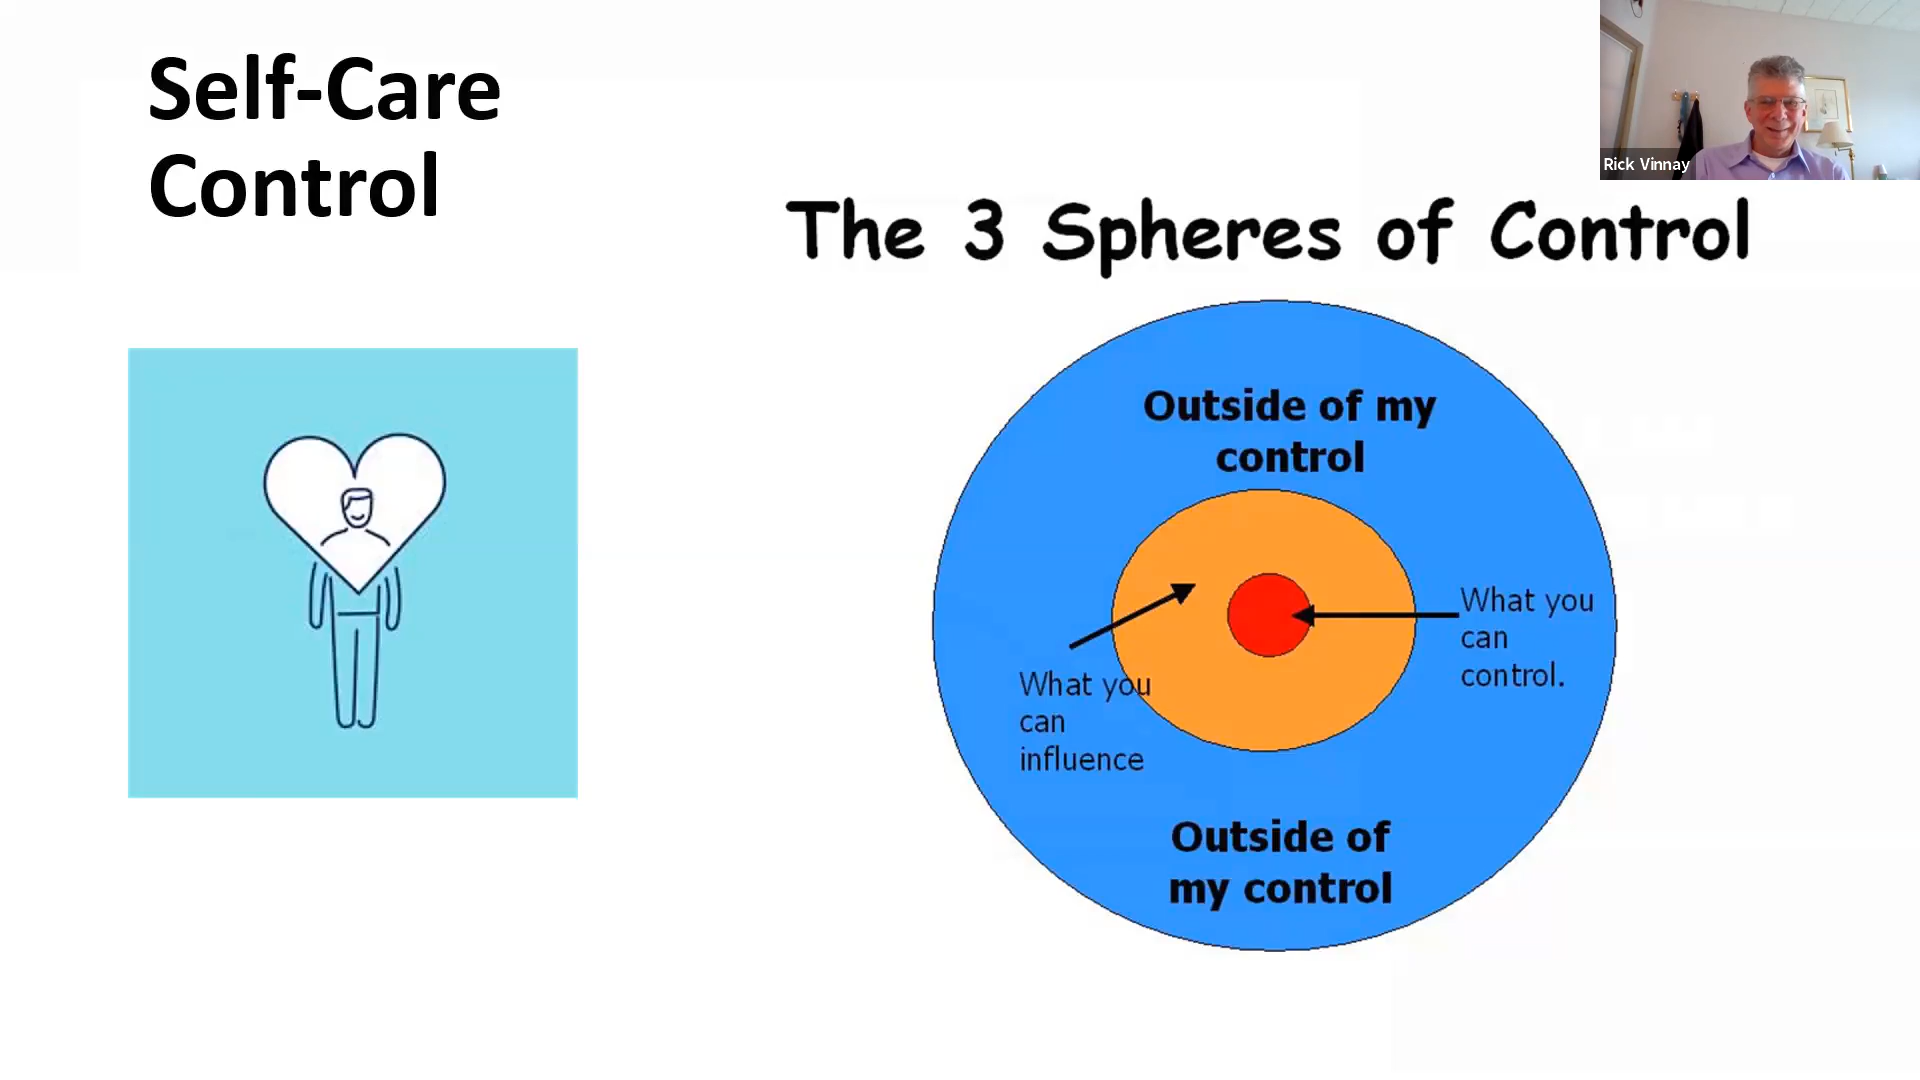 Self-Care
Control
Rick Vinnay
The 3 Spheres of Control
Outside of my
control
What you
can
control.
What you
can
influence
Outside of
my control